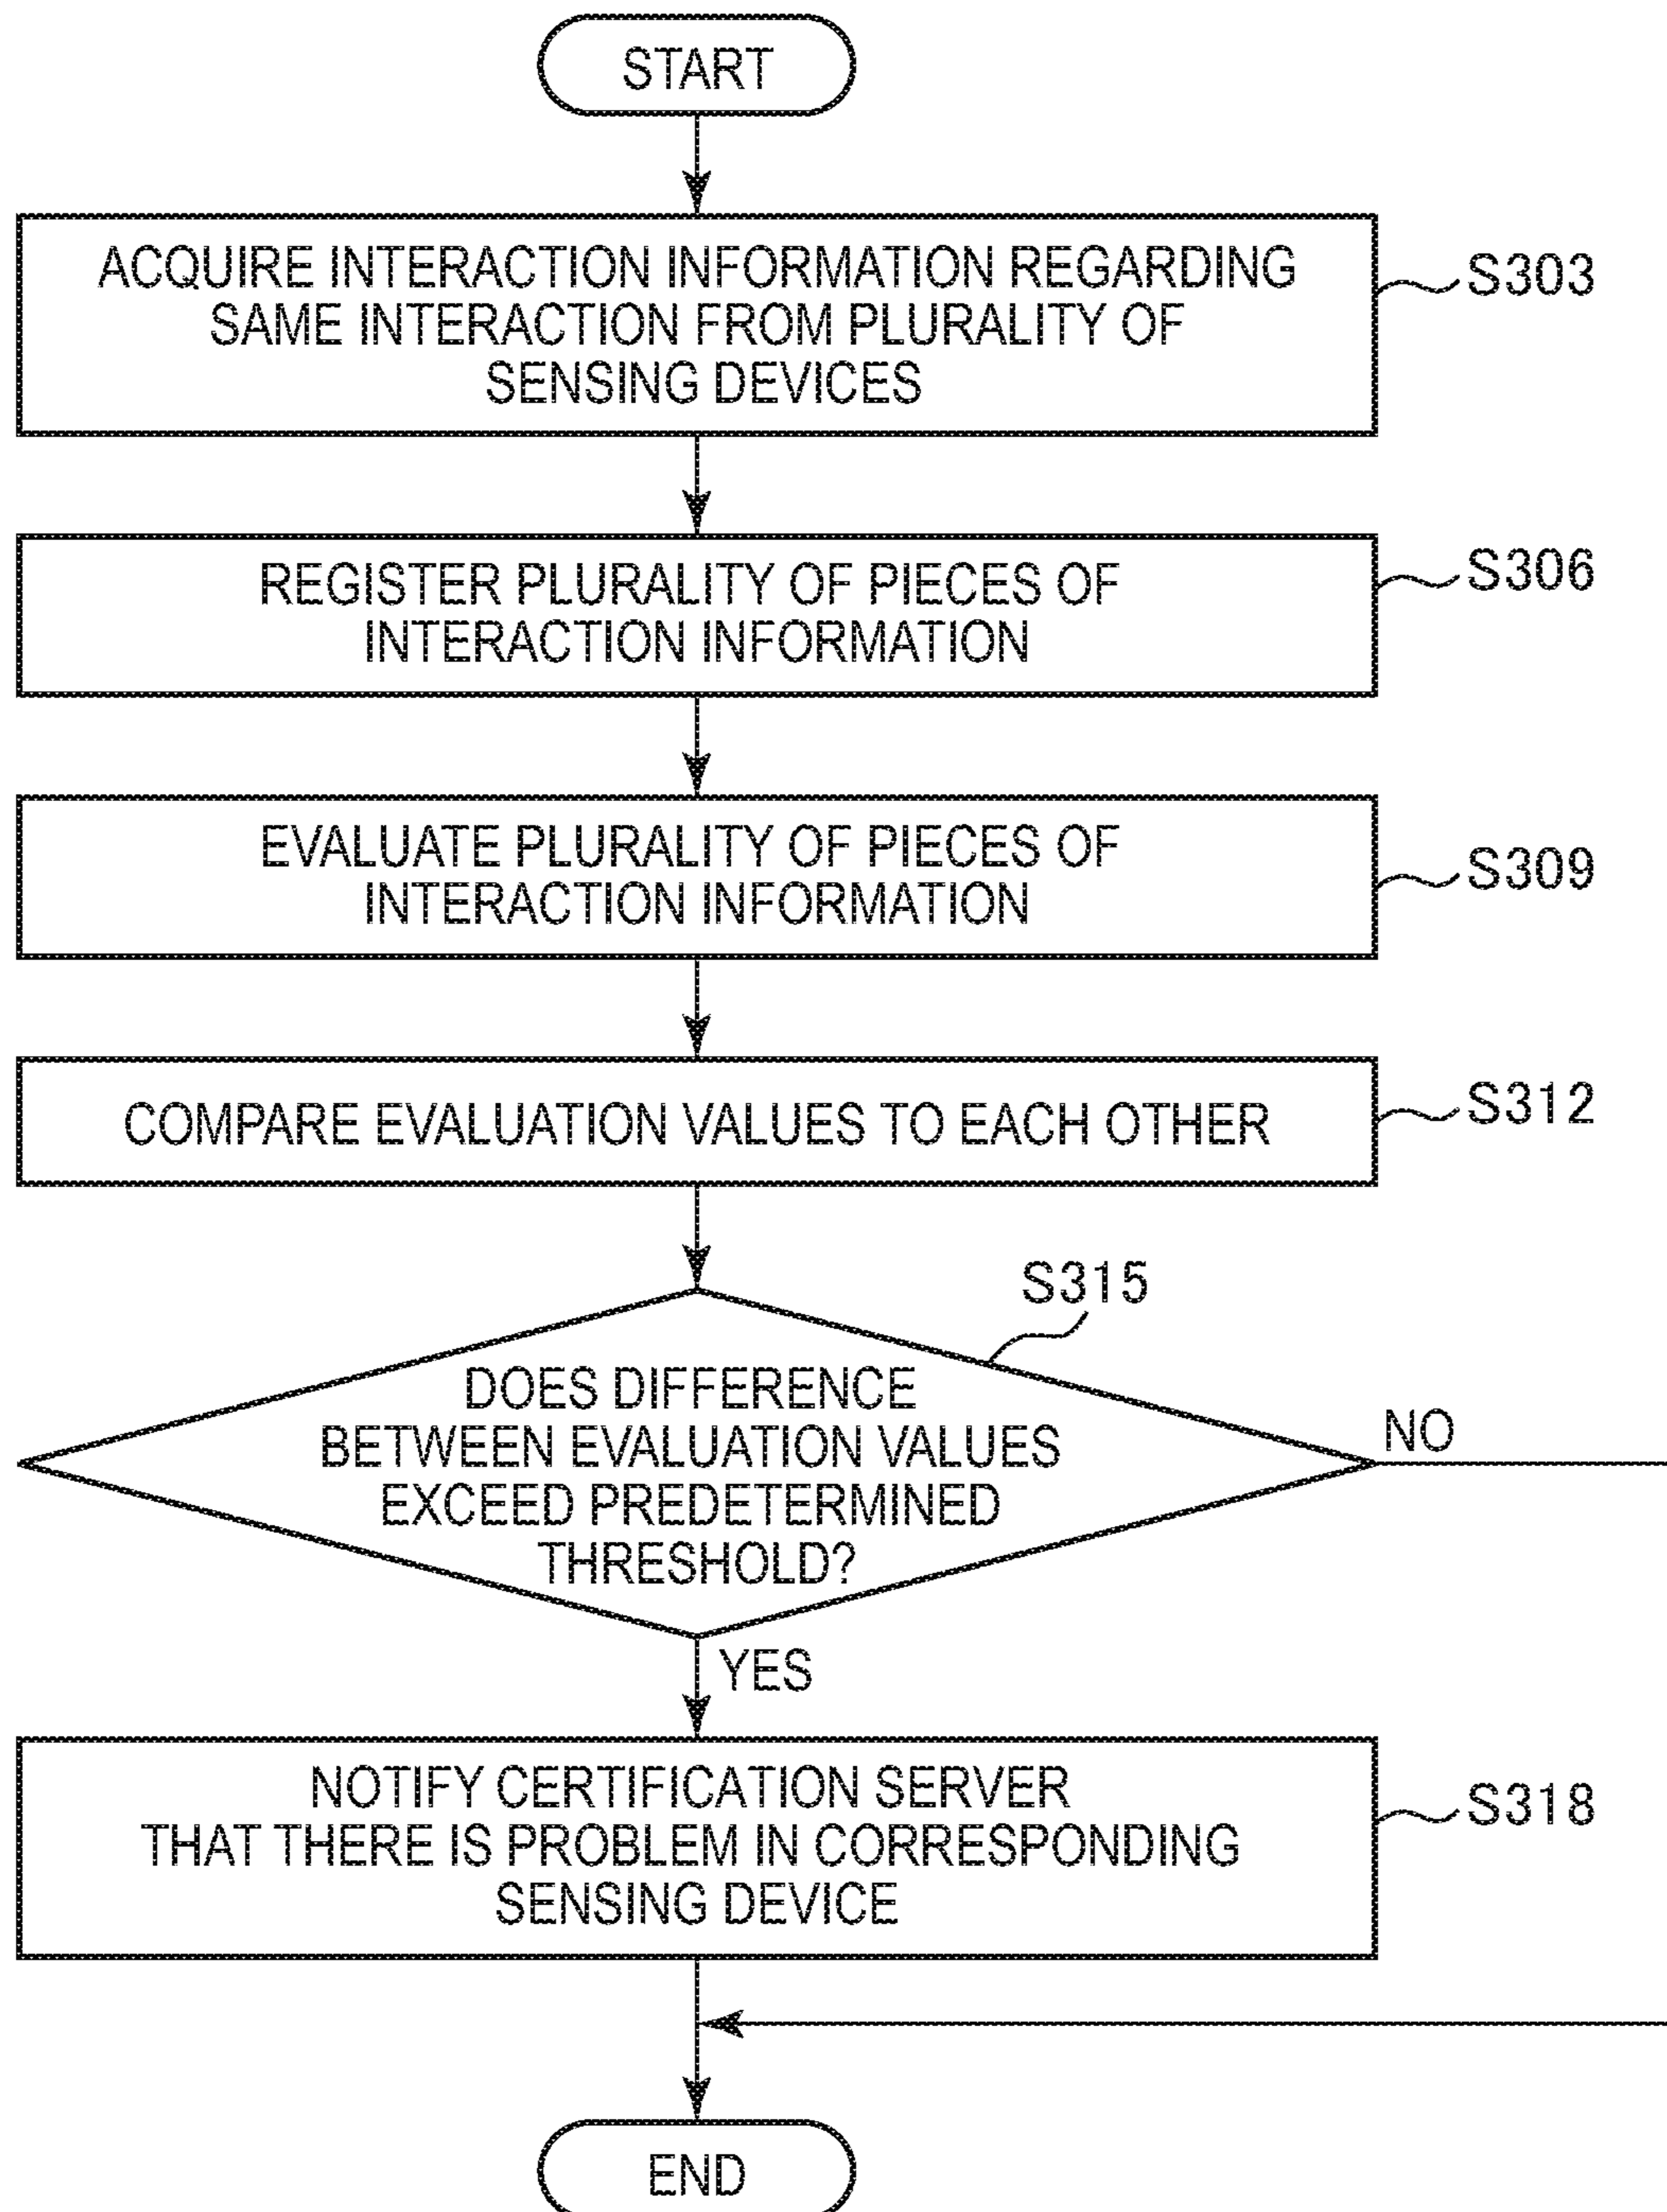 START
ACQUIRE INTERACTION INFORMATION REGARDING
SAME INTERACTION FROM PLURALITY OF
SENSING DEVICES
S303
REGISTER PLURALITY OF PIECES OF
INTERACTION INFORMATION
S306
EVALUATE PLURALITY OF PIECES OF
INTERACTION INFORMATION
S309
COMPARE EVALUATION VALUES TO EACH OTHER
S312
S315
DOES DIFFERENCE
BETWEEN EVALUATION VALUES
EXCEED PREDETERMINED
THRESHOLD?
NO
YES
NOTIFY CERTIFICATION SERVER
THAT THERE IS PROBLEM IN CORRESPONDING
SENSING DEVICE
S318
END